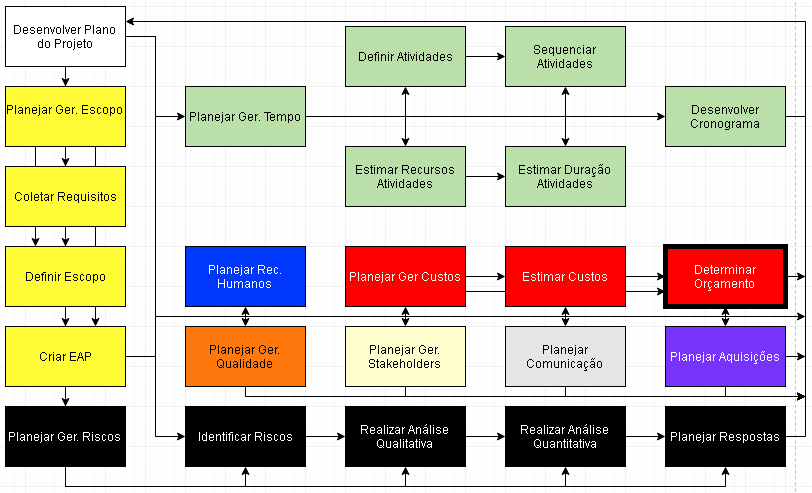 Desenvolver Plano
do Projeto
Definir Atividades
Sequenciar
Atividades
Planejar Ger. Escopo
Planejar Ger. Tempo
Desenvolver
Cronograma
Coletar Requisitos
Estimar Recursos
Atividades
Estimar Duração
Atividades
Definir Escopo
Planejar Rec.
Humanos
Planejar Ger Custos
Estimar Custos
Determinar
Orçamento
Criar EAP
Planejar Ger.
Qualidade
Planejar Ger.
Stakeholders
Planejar
Comunicação
Planejar Aquisições
Planejar Ger. Riscos
Identificar Riscos
Realizar Análise
Qualitativa
Realizar Análise
Quantitativa
Planejar Respostas